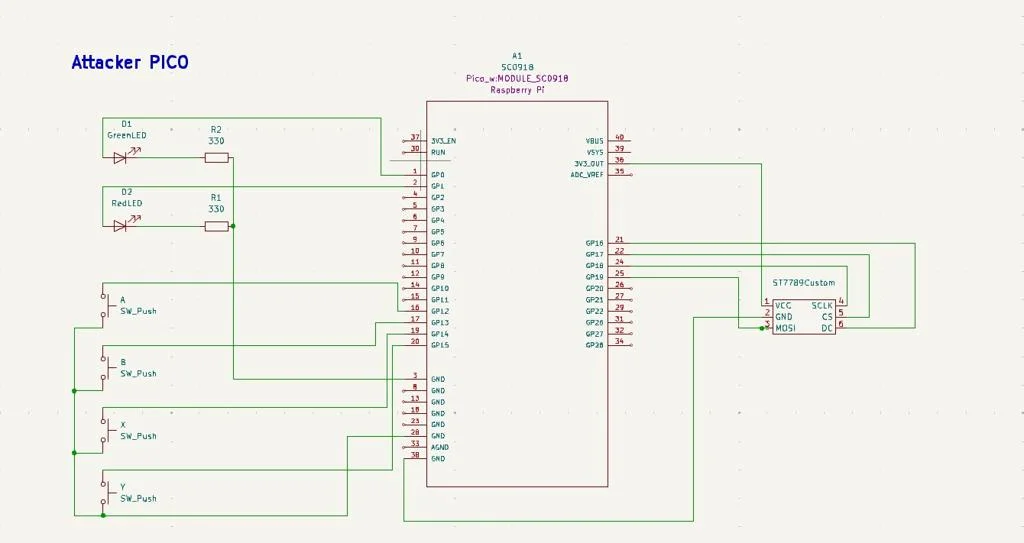 Attacker PICO
A1
SC0918
Pico_w:MODULE_SC0918
Raspberry Pi
D1
GreenLED
R2
330
D2
RedLED
R1
330
A
SW_Push
B
SW_Push
X
SW_Push
Y
SW_Push
37 3V3_EN
30 RUN
1 GP0
2 GP1
4 GP2
5 GP3
6 GP4
7 GP5
9 GP6
10 GP7
11 GP8
12 GP9
14 GP10
15 GP11
16 GP12
17 GP13
19 GP14
20 GP15
3 GND
8 GND
13 GND
18 GND
23 GND
28 GND
33 AGND
38 GND
VBUS 40
VSYS 39
3V3_OUT 36
ADC_VREF 35
GP16 21
GP17 22
GP18 24
GP19 25
GP20 26
GP21 27
GP22 29
GP26 31
GP27 32
GP28 34
ST7789Custom
1 VCC SCLK 4
2 GND CS 5
3 MOSI DC 6